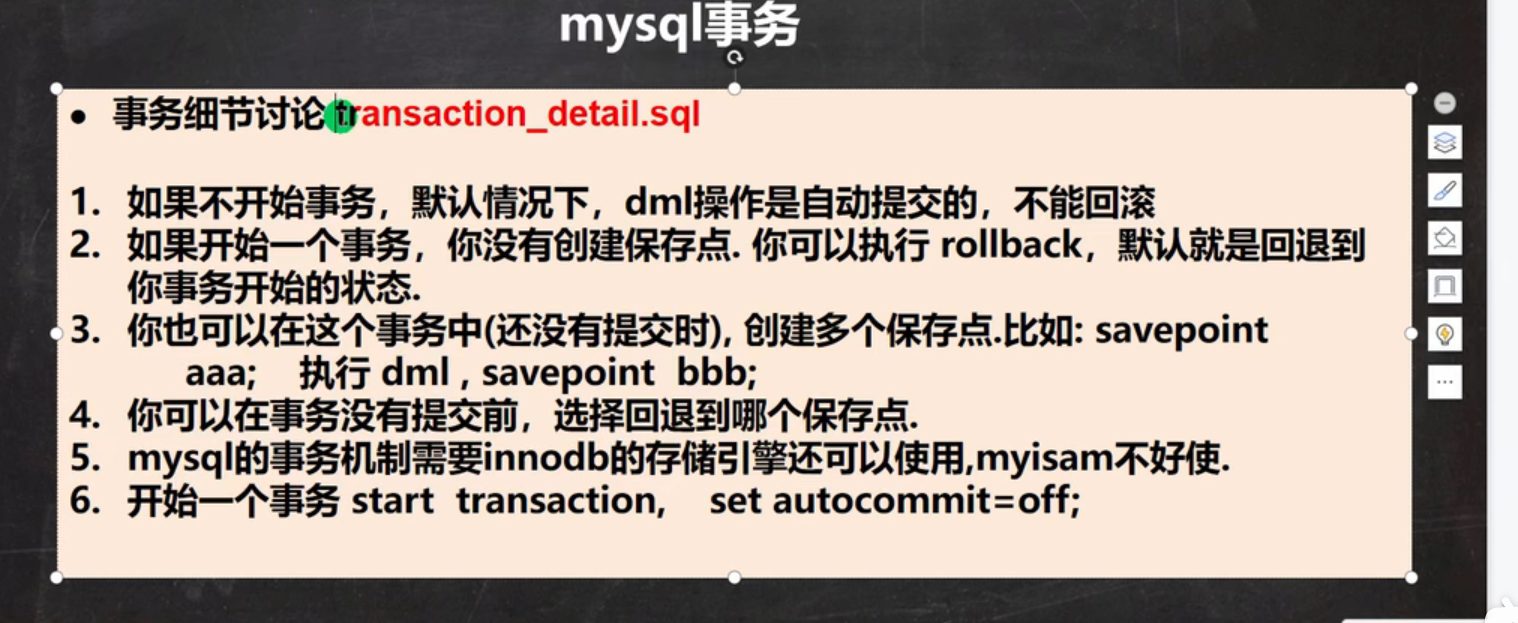 mysql事务
● 事务细节讨论 transaction_detail.sql
1. 如果不开始事务，默认情况下，dml操作是自动提交的，不能回滚
2. 如果开始一个事务，你没有创建保存点. 你可以执行 rollback，默认就是回退到
你事务开始的状态.
3. 你也可以在这个事务中(还没有提交时), 创建多个保存点.比如: savepoint
aaa; 执行 dml , savepoint bbb;
4. 你可以在事务没有提交前，选择回退到哪个保存点.
5. mysql的事务机制需要innodb的存储引擎还可以使用,myisam不好使.
6. 开始一个事务 start transaction, set autocommit=off;